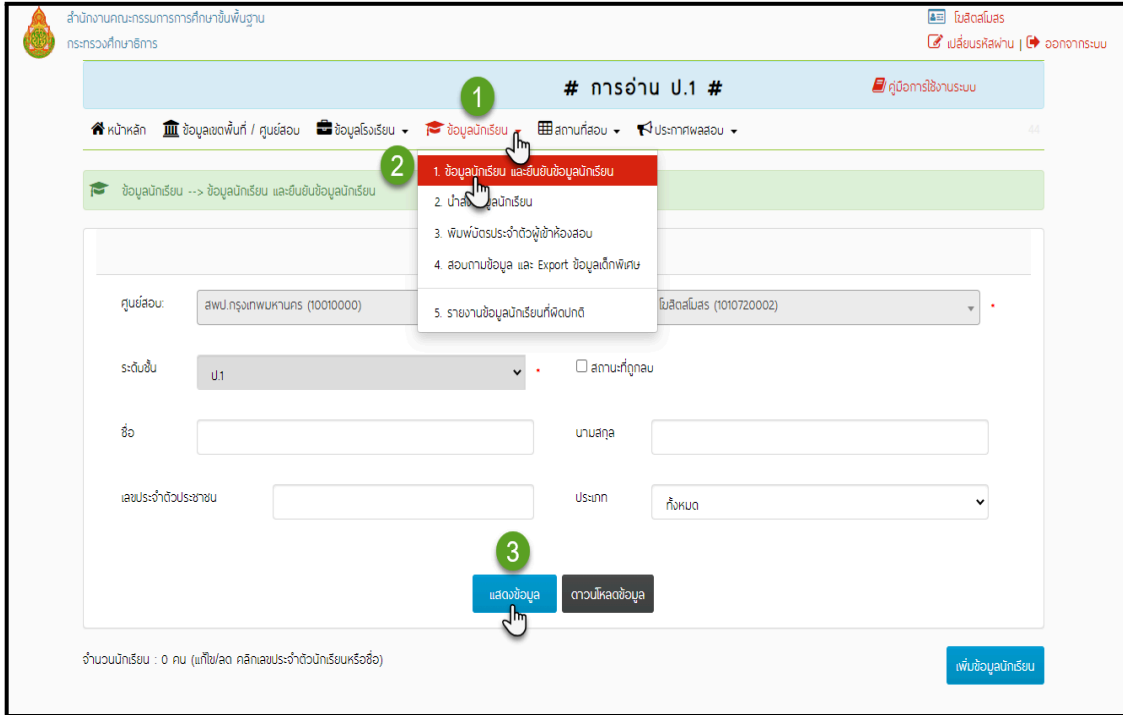 สำนักงานคณะกรรมการการศึกษาขั้นพื้นฐาน
กระทรวงศึกษาธิการ
โฆสิตสโมสร
เปลี่ยนรหัสผ่าน | ออกจากระบบ
# การอ่าน ป.1 #
คู่มือการใช้งานระบบ
1
หน้าหลัก ข้อมูลเขตพื้นที่ / ศูนย์สอบ ข้อมูลโรงเรียน ข้อมูลนักเรียน สถานที่สอบ ประกาศผลสอบ 44
2
1. ข้อมูลนักเรียน และยืนยันข้อมูลนักเรียน
2. นำส่งข้อมูลนักเรียน
3. พิมพ์บัตรประจำตัวผู้เข้าห้องสอบ
4. สอบถามข้อมูล และ Export ข้อมูลเด็กพิเศษ
5. รายงานข้อมูลนักเรียนที่ผิดปกติ
ข้อมูลนักเรียน --> ข้อมูลนักเรียน และยืนยันข้อมูลนักเรียน
ศูนย์สอบ: สพป.กรุงเทพมหานคร (10010000) โฆสิตสโมสร (1010720002) *
ระดับชั้น ป.1 * สถานะที่ถูกลบ
ชื่อ นามสกุล
เลขประจำตัวประชาชน ประเภท ทั้งหมด
3
แสดงข้อมูล ดาวน์โหลดข้อมูล
จำนวนนักเรียน : 0 คน (แก้ไข/ลด คลิกเลขประจำตัวนักเรียนหรือชื่อ)
เพิ่มข้อมูลนักเรียน